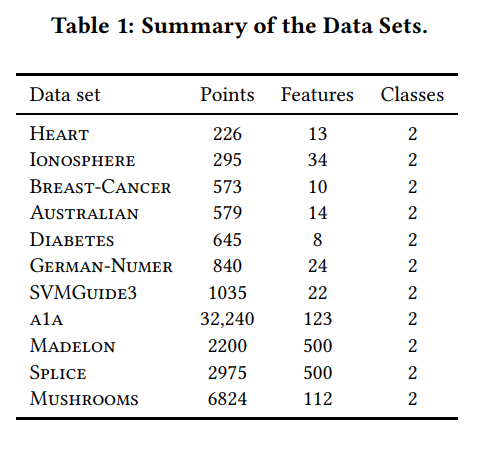 Table 1: Summary of the Data Sets.
Data set Points Features Classes
Heart 226 13 2
Ionosphere 295 34 2
Breast-Cancer 573 10 2
Australian 579 14 2
Diabetes 645 8 2
German-Numer 840 24 2
SVMGuide3 1035 22 2
a1a 32,240 123 2
Madelon 2200 500 2
Splice 2975 500 2
Mushrooms 6824 112 2